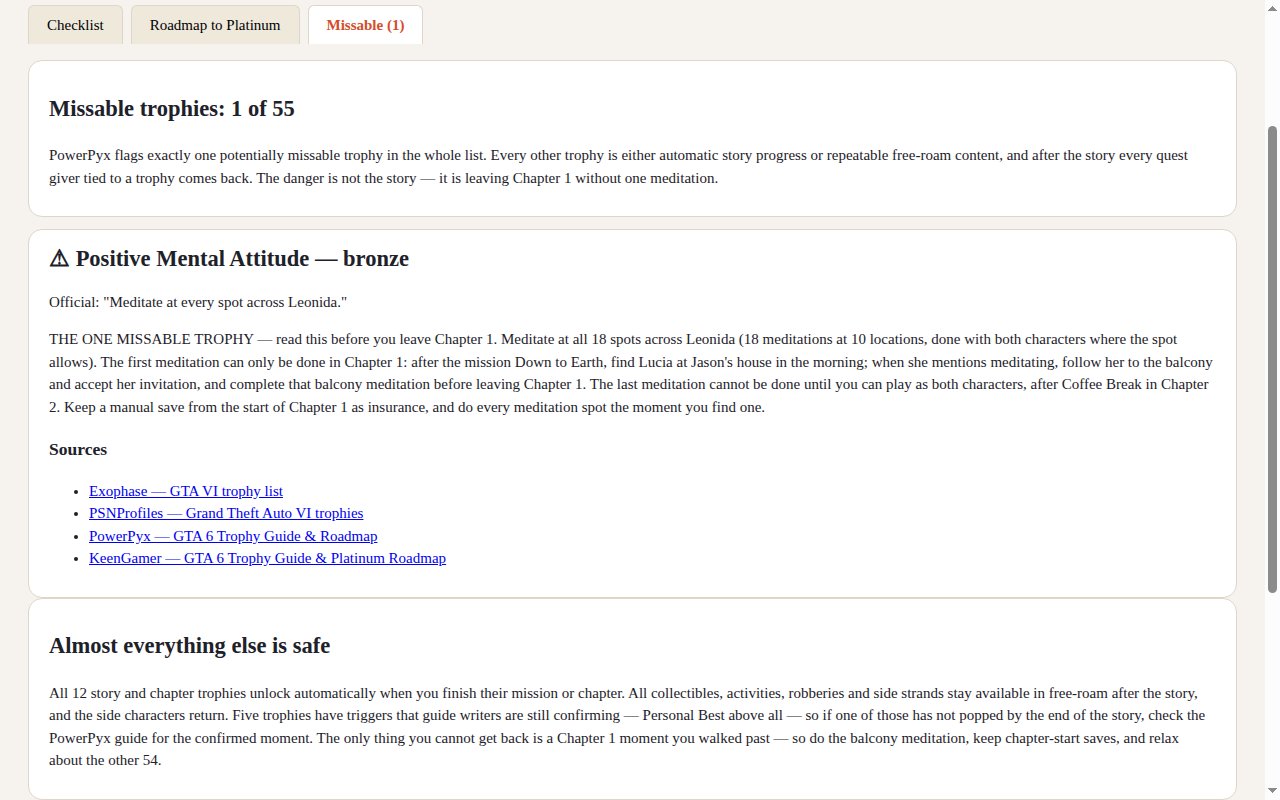 Checklist
Roadmap to Platinum
Missable (1)
Missable trophies: 1 of 55
PowerPyx flags exactly one potentially missable trophy in the whole list. Every other trophy is either automatic story progress or repeatable free-roam content, and after the story every quest
giver tied to a trophy comes back. The danger is not the story — it is leaving Chapter 1 without one meditation.
⚠ Positive Mental Attitude — bronze
Official: "Meditate at every spot across Leonida."
THE ONE MISSABLE TROPHY — read this before you leave Chapter 1. Meditate at all 18 spots across Leonida (18 meditations at 10 locations, done with both characters where the spot
allows). The first meditation can only be done in Chapter 1: after the mission Down to Earth, find Lucia at Jason's house in the morning; when she mentions meditating, follow her to the balcony
and accept her invitation, and complete that balcony meditation before leaving Chapter 1. The last meditation cannot be done until you can play as both characters, after Coffee Break in Chapter
2. Keep a manual save from the start of Chapter 1 as insurance, and do every meditation spot the moment you find one.
Sources
• Exophase — GTA VI trophy list
• PSNProfiles — Grand Theft Auto VI trophies
• PowerPyx — GTA 6 Trophy Guide & Roadmap
• KeenGamer — GTA 6 Trophy Guide & Platinum Roadmap
Almost everything else is safe
All 12 story and chapter trophies unlock automatically when you finish their mission or chapter. All collectibles, activities, robberies and side strands stay available in free-roam after the story,
and the side characters return. Five trophies have triggers that guide writers are still confirming — Personal Best above all — so if one of those has not popped by the end of the story, check the
PowerPyx guide for the confirmed moment. The only thing you cannot get back is a Chapter 1 moment you walked past — so do the balcony meditation, keep chapter-start saves, and relax
about the other 54.